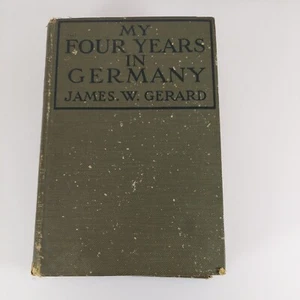 MY
FOUR YEARS
IN
GERMANY
JAMES. W. GERARD